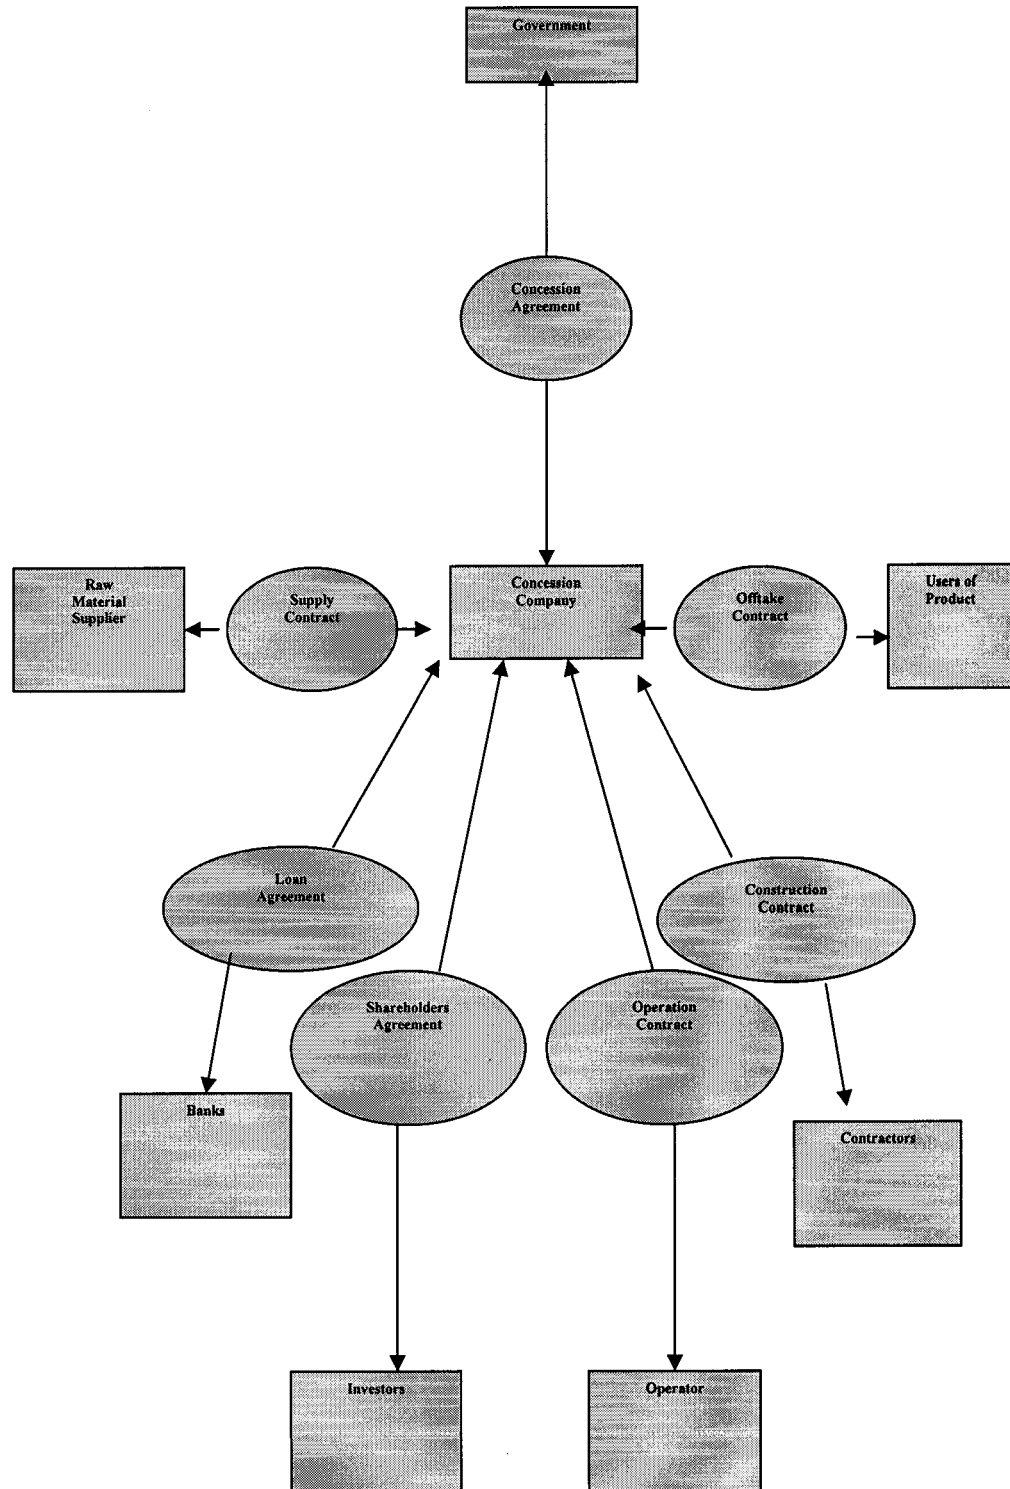 Government
Concession
Agreement
Raw
Material
Supplier
Supply
Contract
Concession
Company
Offtake
Contract
Users of
Product
Loan
Agreement
Construction
Contract
Shareholders
Agreement
Operation
Contract
Banks
Contractors
Investors
Operator